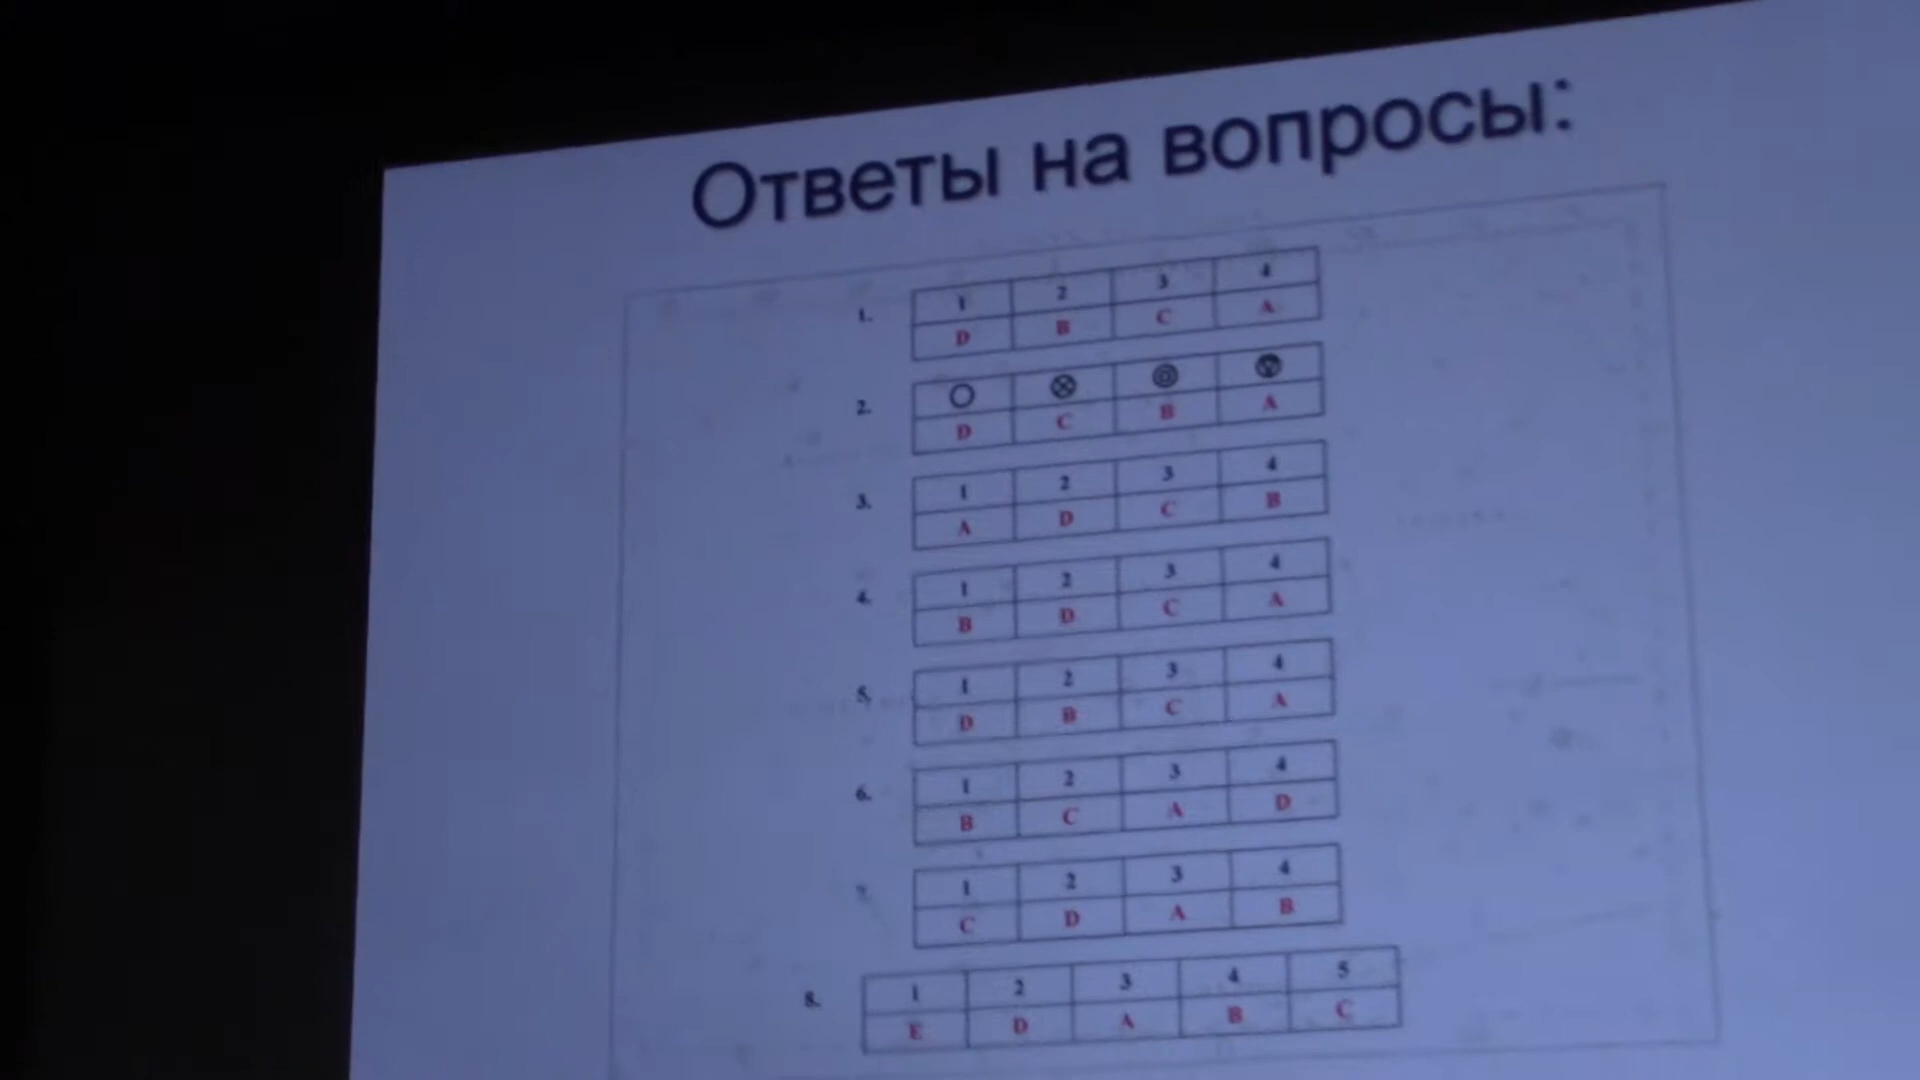 Ответы на вопросы:
1.
1 2 3 4
D B C A
2.
D C B A
3.
1 2 3 4
A D C B
4.
1 2 3 4
B D C A
5.
1 2 3 4
D B C A
6.
1 2 3 4
B C A D
7.
1 2 3 4
C D A B
8.
1 2 3 4 5
E D A B C